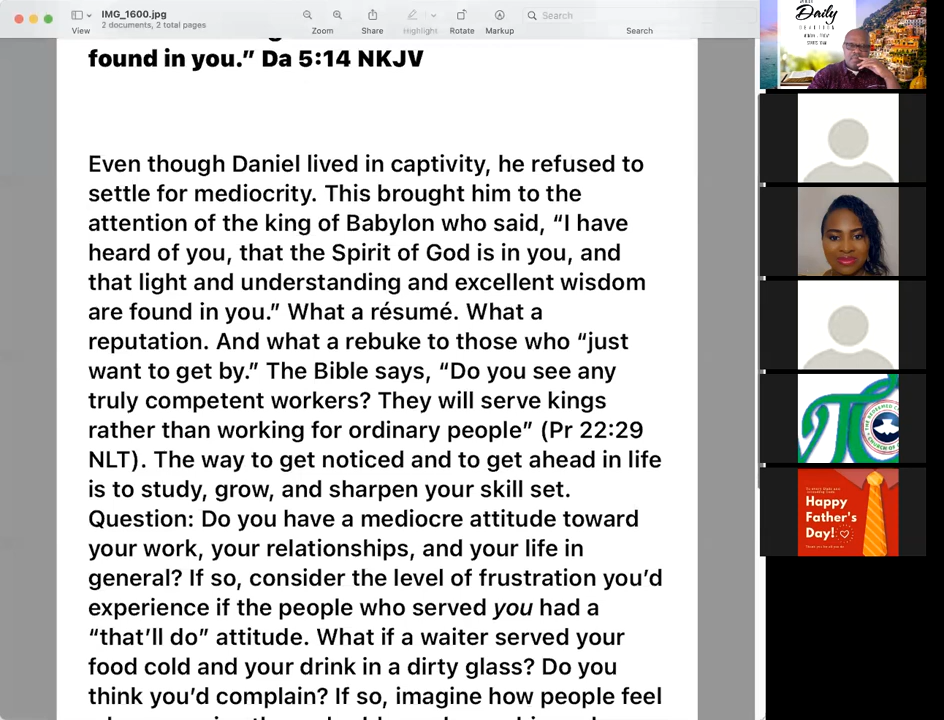 IMG_1600.jpg
2 documents, 2 total pages
View
Zoom
Share
Highlight
Rotate
Markup
Search
Search
found in you.” Da 5:14 NKJV
Even though Daniel lived in captivity, he refused to
settle for mediocrity. This brought him to the
attention of the king of Babylon who said, “I have
heard of you, that the Spirit of God is in you, and
that light and understanding and excellent wisdom
are found in you.” What a résumé. What a
reputation. And what a rebuke to those who “just
want to get by.” The Bible says, “Do you see any
truly competent workers? They will serve kings
rather than working for ordinary people” (Pr 22:29
NLT). The way to get noticed and to get ahead in life
is to study, grow, and sharpen your skill set.
Question: Do you have a mediocre attitude toward
your work, your relationships, and your life in
general? If so, consider the level of frustration you’d
experience if the people who served you had a
“that’ll do” attitude. What if a waiter served your
food cold and your drink in a dirty glass? Do you
think you’d complain? If so, imagine how people feel
Daily
Happy
Father's
Day!